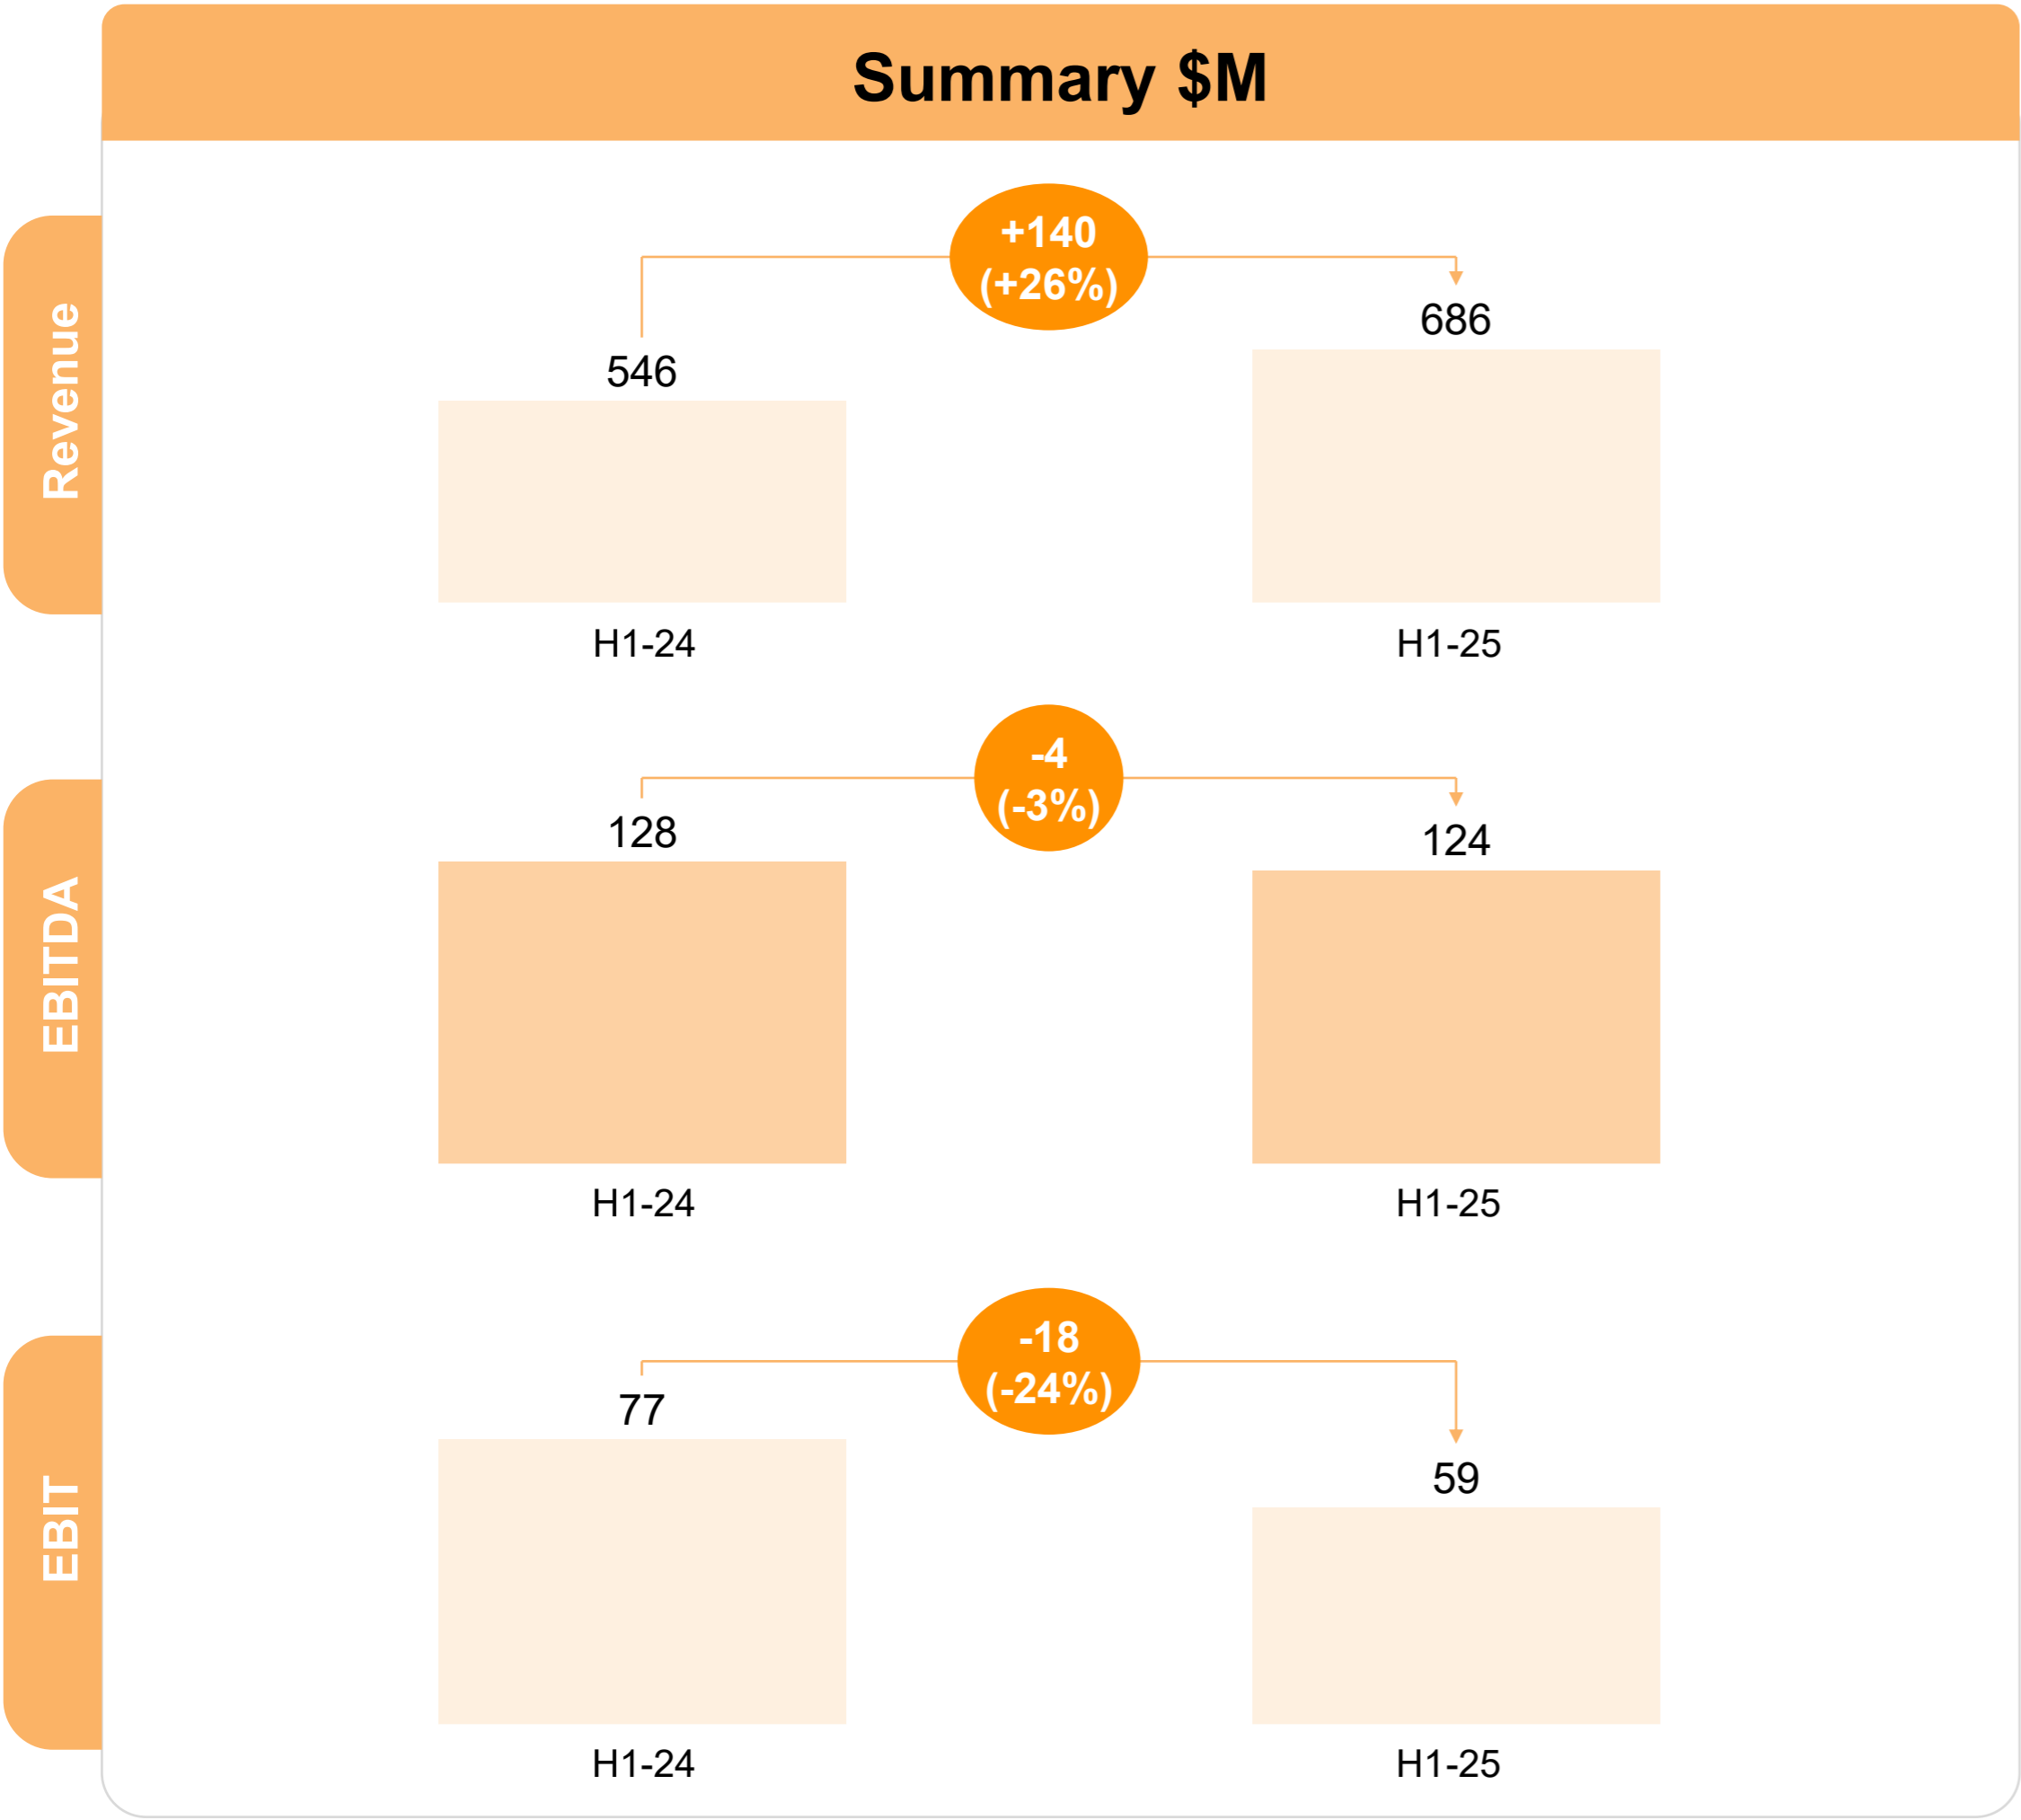 Summary $M
Revenue
+140
(+26%)
546
686
H1-24
H1-25
EBITDA
-4
(-3%)
128
124
H1-24
H1-25
EBIT
-18
(-24%)
77
59
H1-24
H1-25